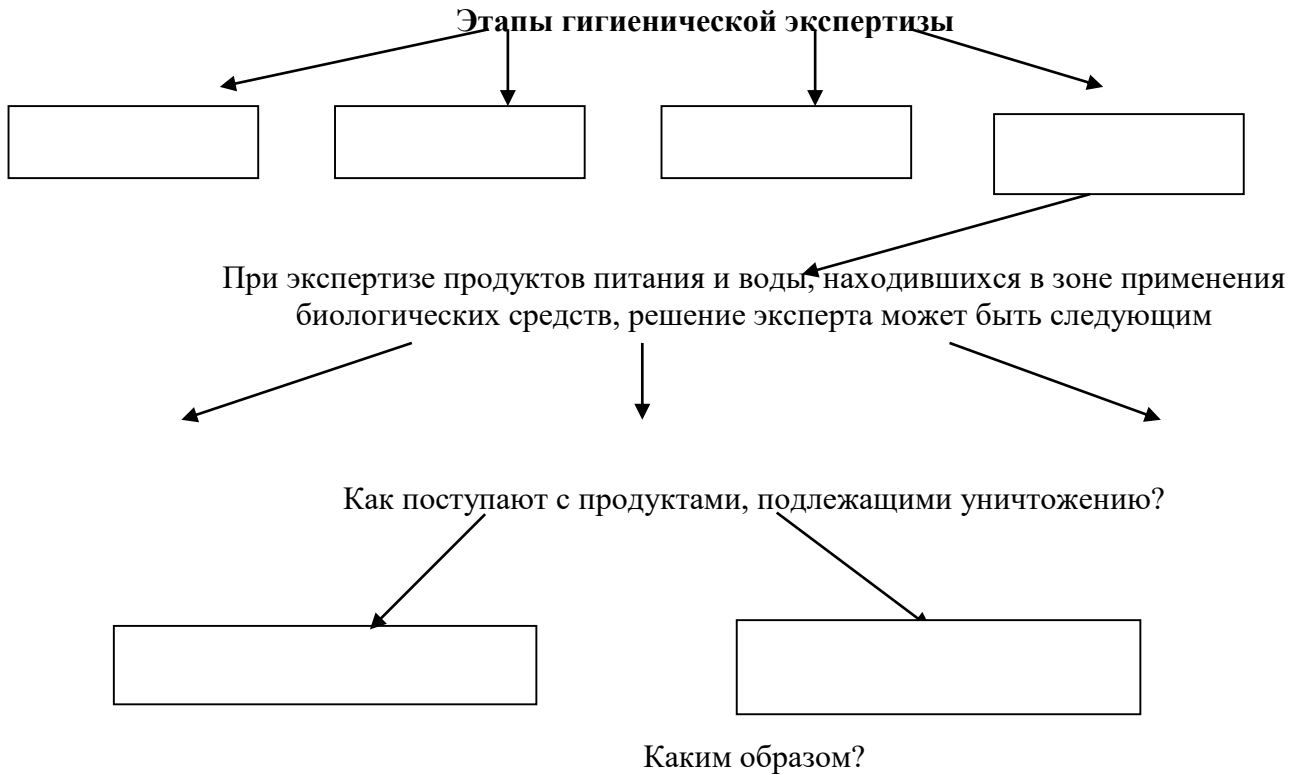 Этапы гигиенической экспертизы
При экспертизе продуктов питания и воды, находившихся в зоне применения
биологических средств, решение эксперта может быть следующим
Как поступают с продуктами, подлежащими уничтожению?
Каким образом?